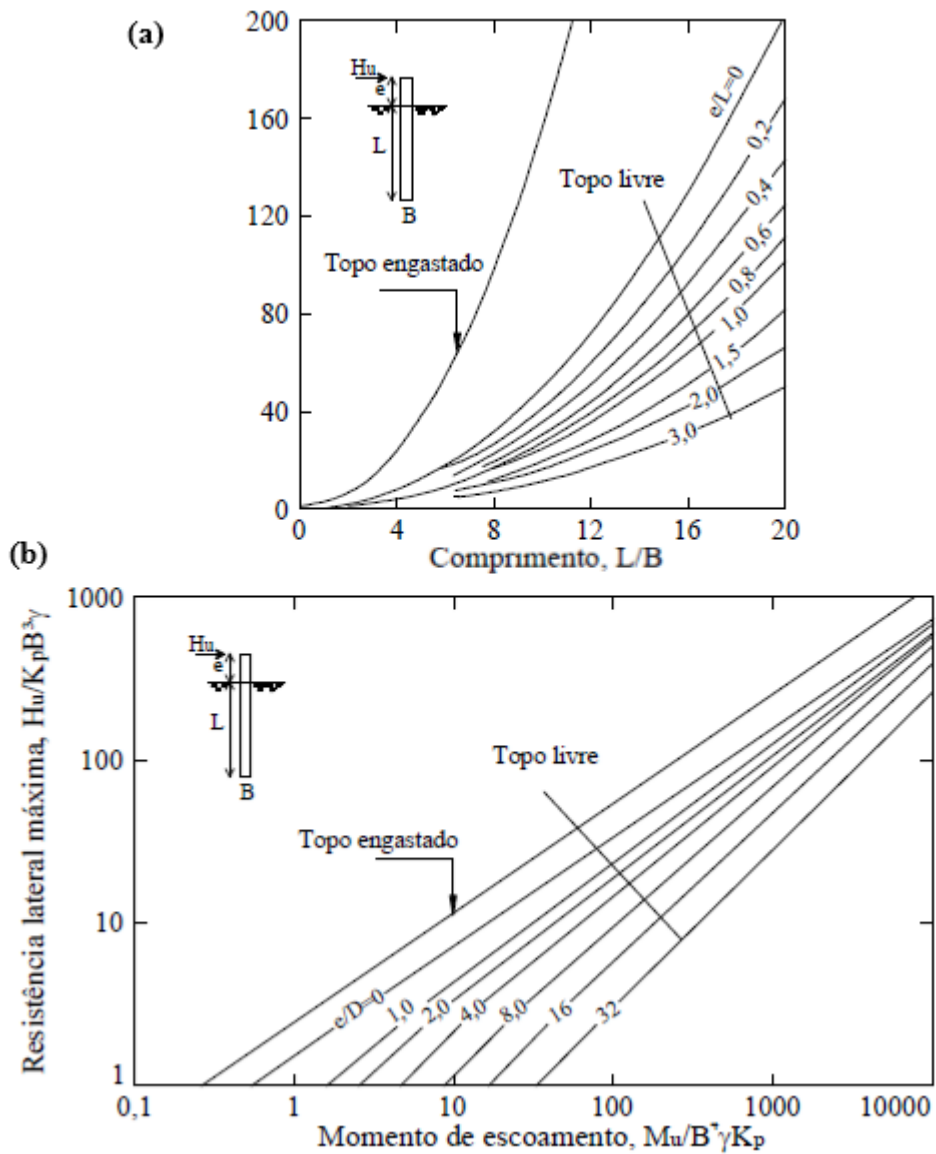 (a)
200
160
120
80
40
0
Hu
e
L
B
Topo engastado
Topo livre
e/L=0
0,2
0,4
0,6
0,8
1,0
1,5
2,0
3,0
0 4 8 12 16 20
Comprimento, L/B
(b)
Resistência lateral máxima, Hu/KpB³γ
1000
100
10
1
Hu
e
L
B
Topo engastado
Topo livre
e/D=0
1,0
2,0
4,0
8,0
16
32
0,1 1 10 100 1000 10000
Momento de escoamento, Mu/B⁺γKp